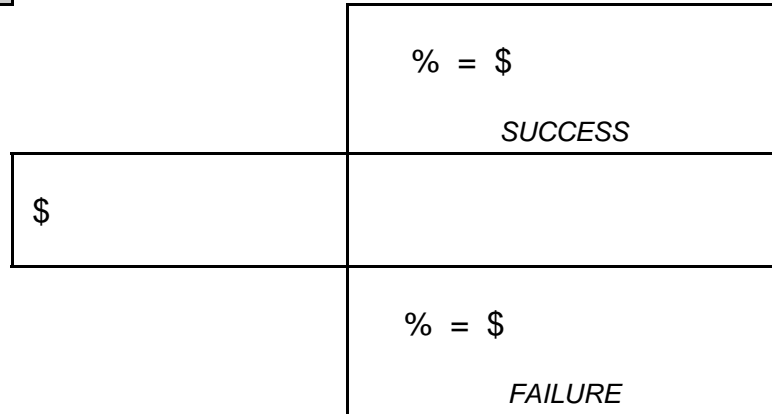 % = $
SUCCESS
$
% = $
FAILURE